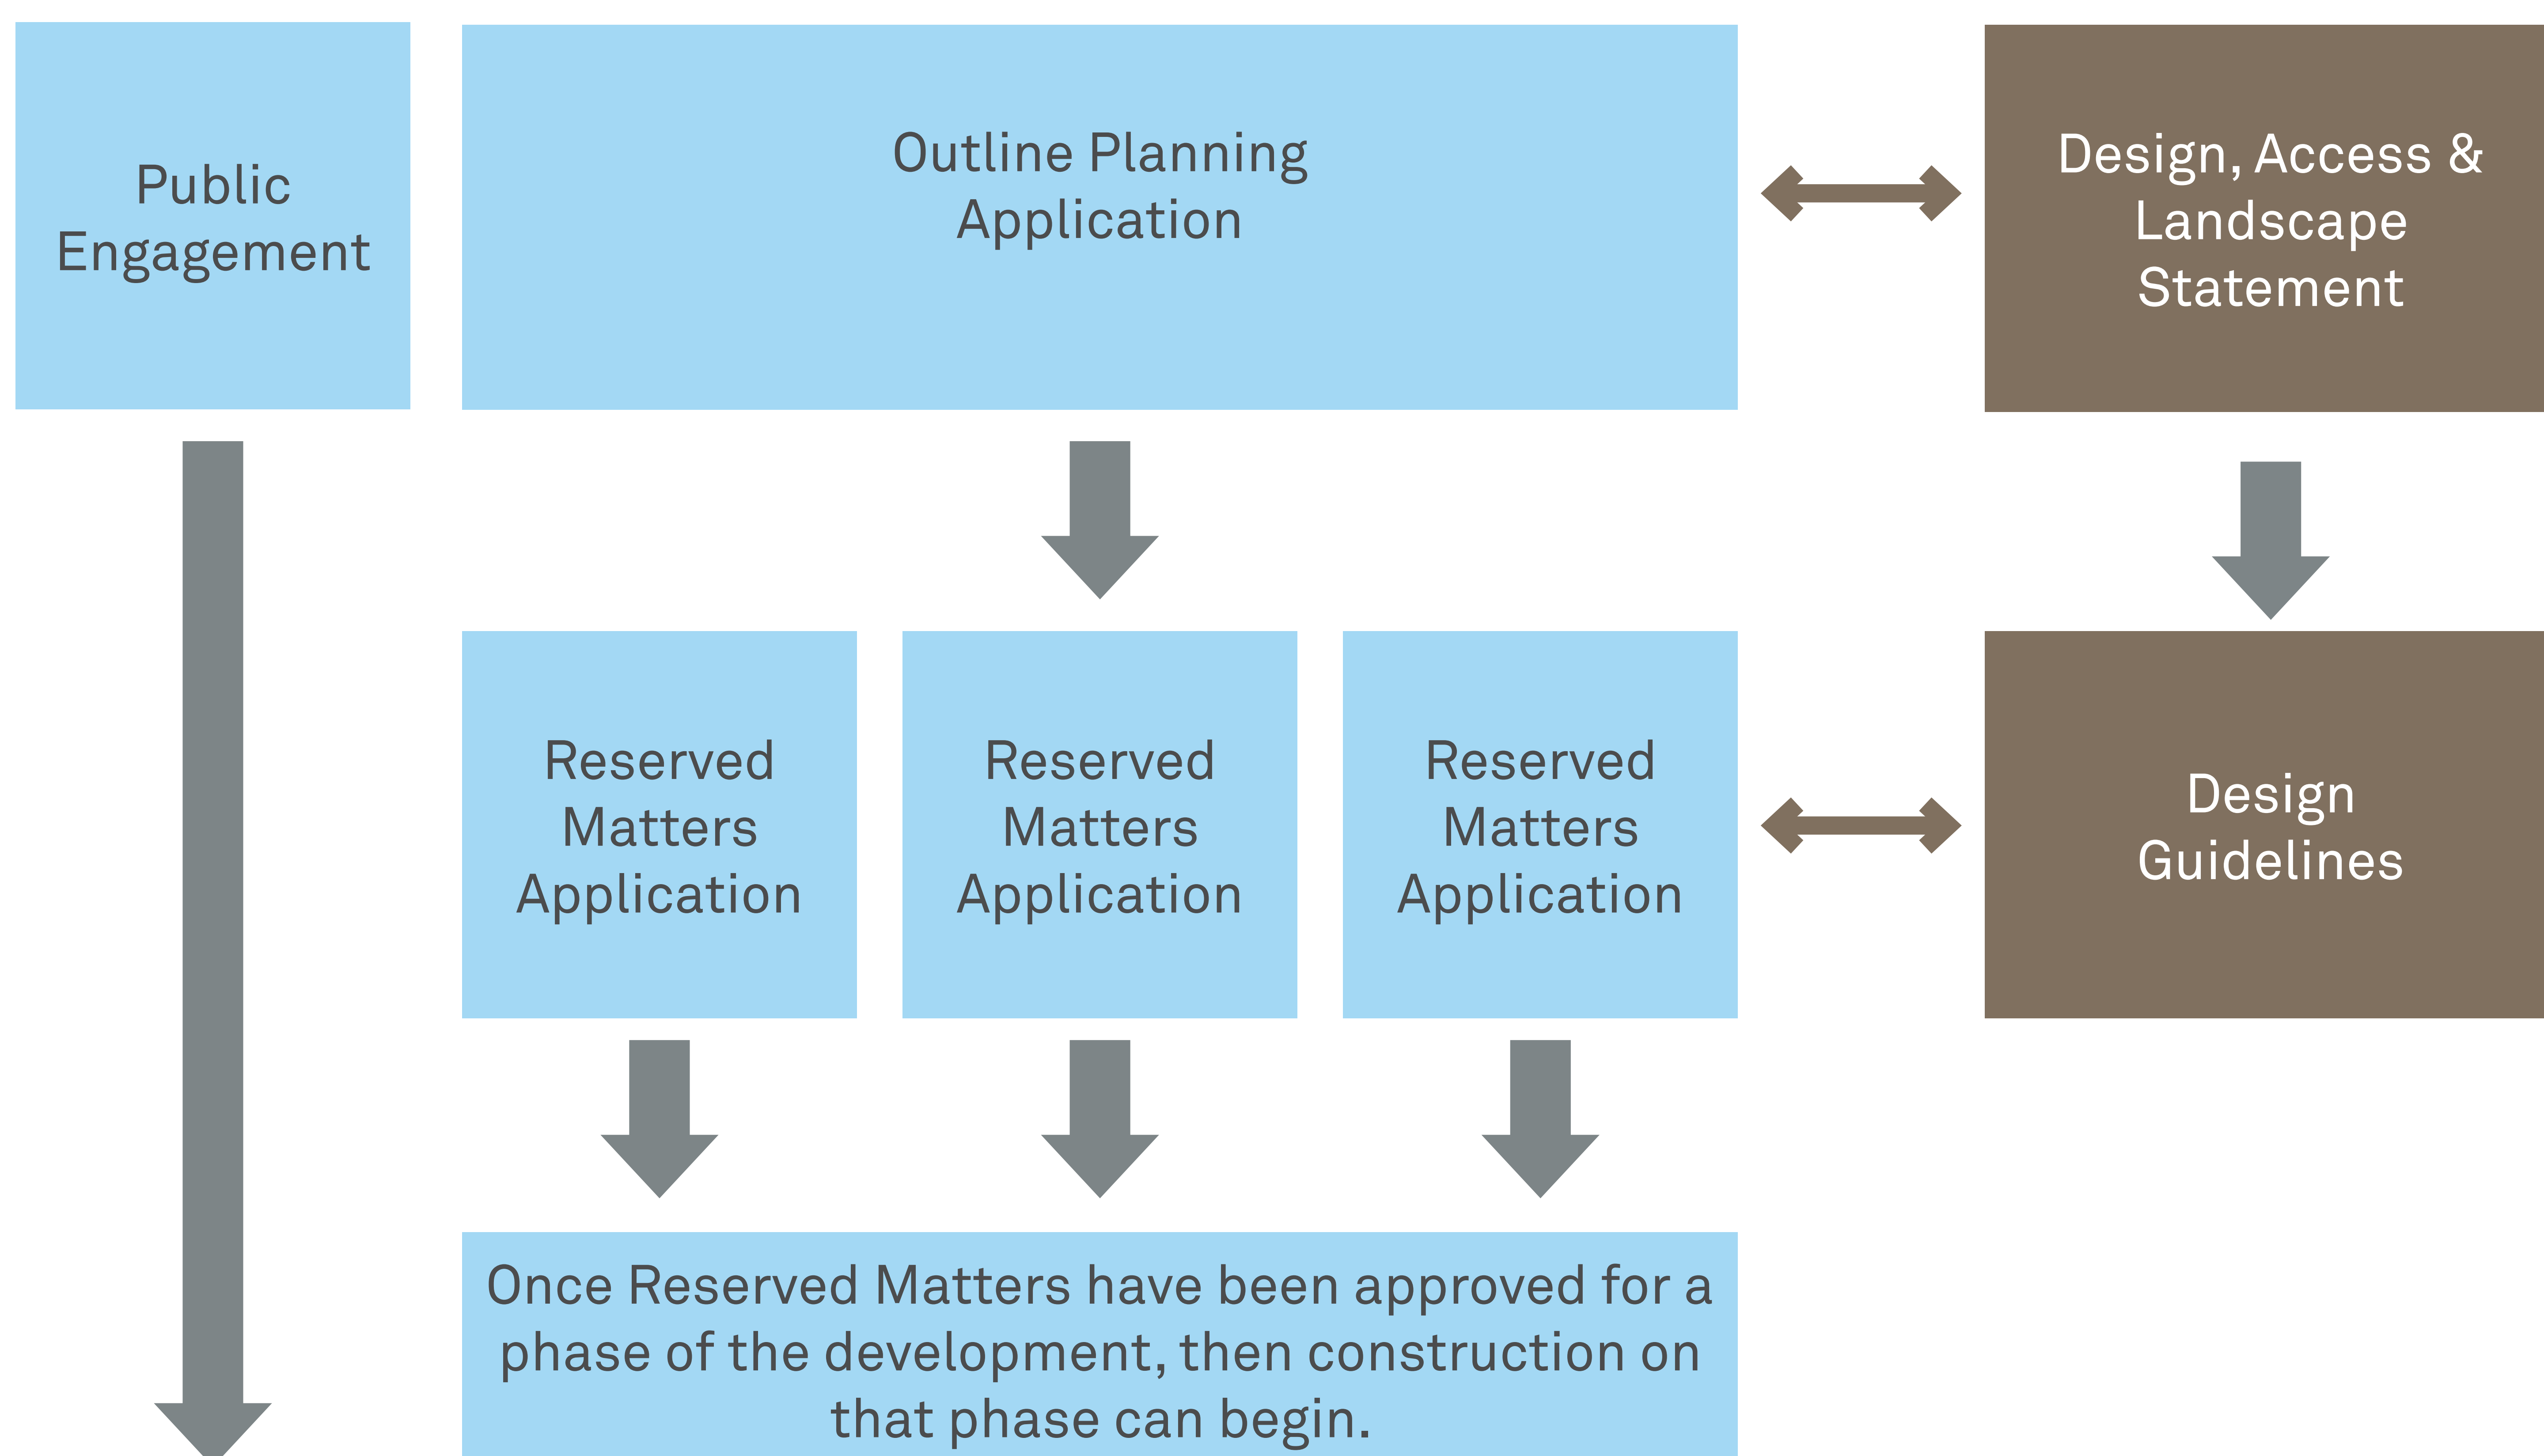 Public
Engagement
Outline Planning
Application
Design, Access &
Landscape
Statement
Reserved
Matters
Application
Reserved
Matters
Application
Reserved
Matters
Application
Design
Guidelines
Once Reserved Matters have been approved for a
phase of the development, then construction on
that phase can begin.